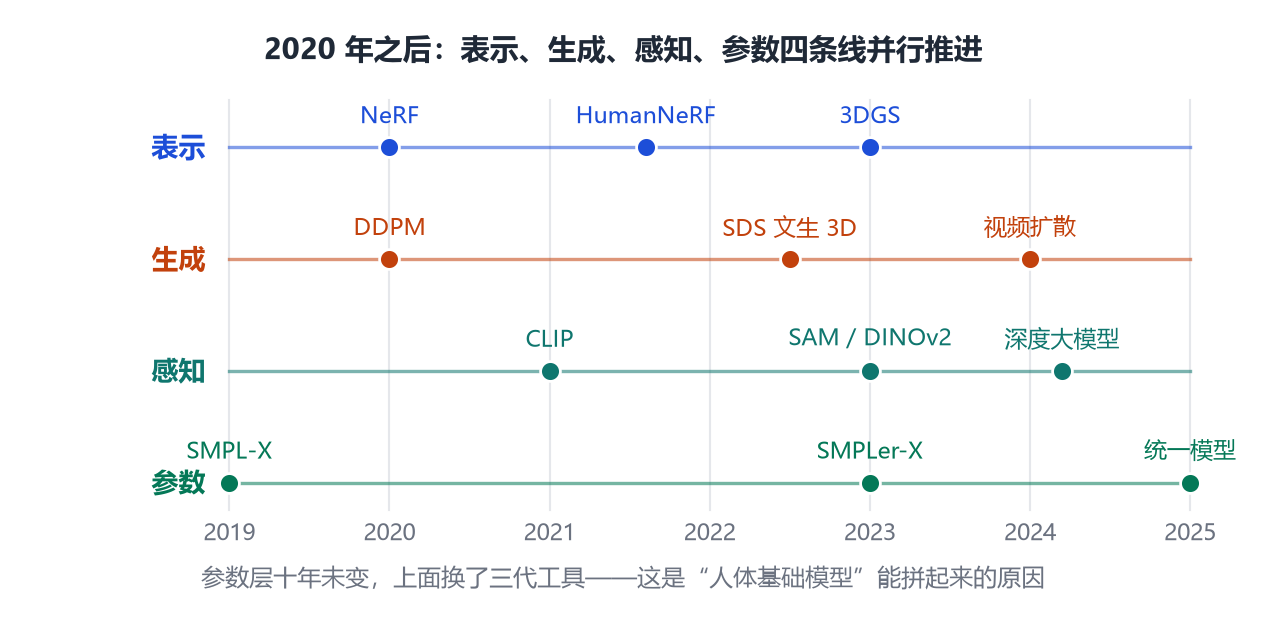 2020 年之后：表示、生成、感知、参数四条线并行推进
NeRF HumanNeRF 3DGS
表示
DDPM SDS 文生 3D 视频扩散
生成
CLIP SAM / DINOv2 深度大模型
感知
SMPL-X SMPLer-X 统一模型
参数
2019 2020 2021 2022 2023 2024 2025
参数层十年未变，上面换了三代工具——这是“人体基础模型”能拼起来的原因